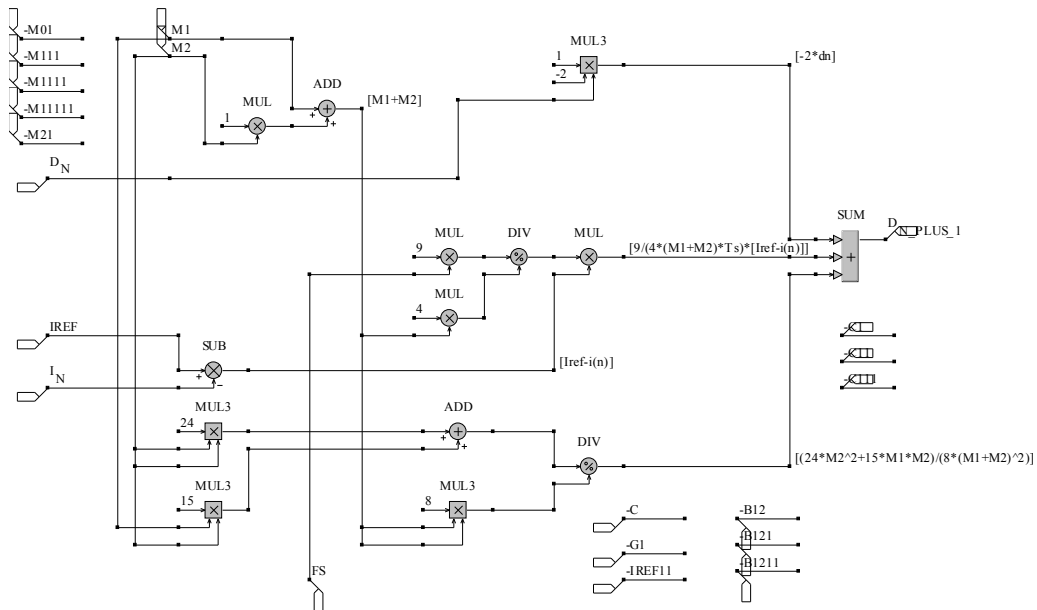 -M01
M1
M2
-M111
-M1111
-M11111
-M21
1
MUL
ADD
+
+
[M1+M2]
MUL3
1
-2
[-2*dn]
D_N
9
MUL
DIV
MUL
4
MUL
[9/(4*(M1+M2)*Ts)*[Iref-i(n)]]
SUM
+
D_N_PLUS_1
IREF
I_N
SUB
+
-
[Iref-i(n)]
MUL3
24
MUL3
15
ADD
+
+
MUL3
8
DIV
[(24*M2^2+15*M1*M2)/(8*(M1+M2)^2)]
FS
-C
-G1
-IREF11
-B12
-B121
-B1211